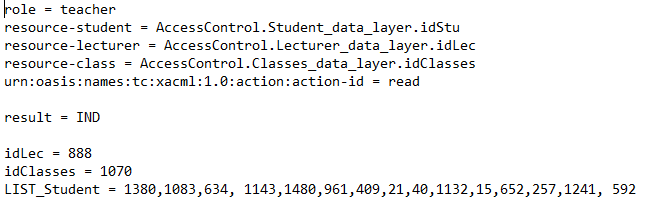 role = teacher
resource-student = AccessControl.Student_data_layer.idStu
resource-lecturer = AccessControl.Lecturer_data_layer.idLec
resource-class = AccessControl.Classes_data_layer.idClasses
urn:oasis:names:tc:xacml:1.0:action:action-id = read
result = IND
idLec = 888
idClasses = 1070
LIST_Student = 1380,1083,634, 1143,1480,961,409,21,40,1132,15,652,257,1241, 592